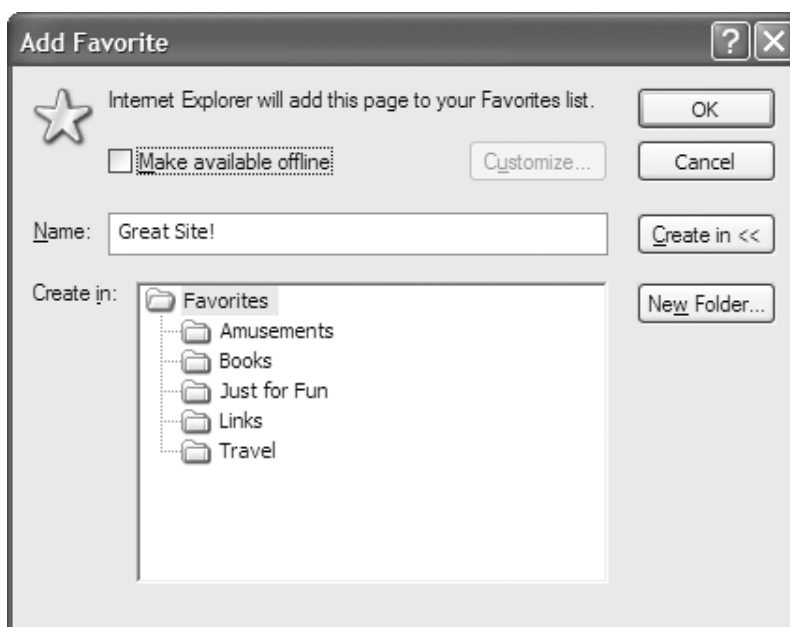 Add Favorite
Internet Explorer will add this page to your Favorites list.
OK
Make available offline
Customize...
Cancel
Name:
Great Site!
Create in <<
Create in:
Favorites
New Folder...
Amusements
Books
Just for Fun
Links
Travel